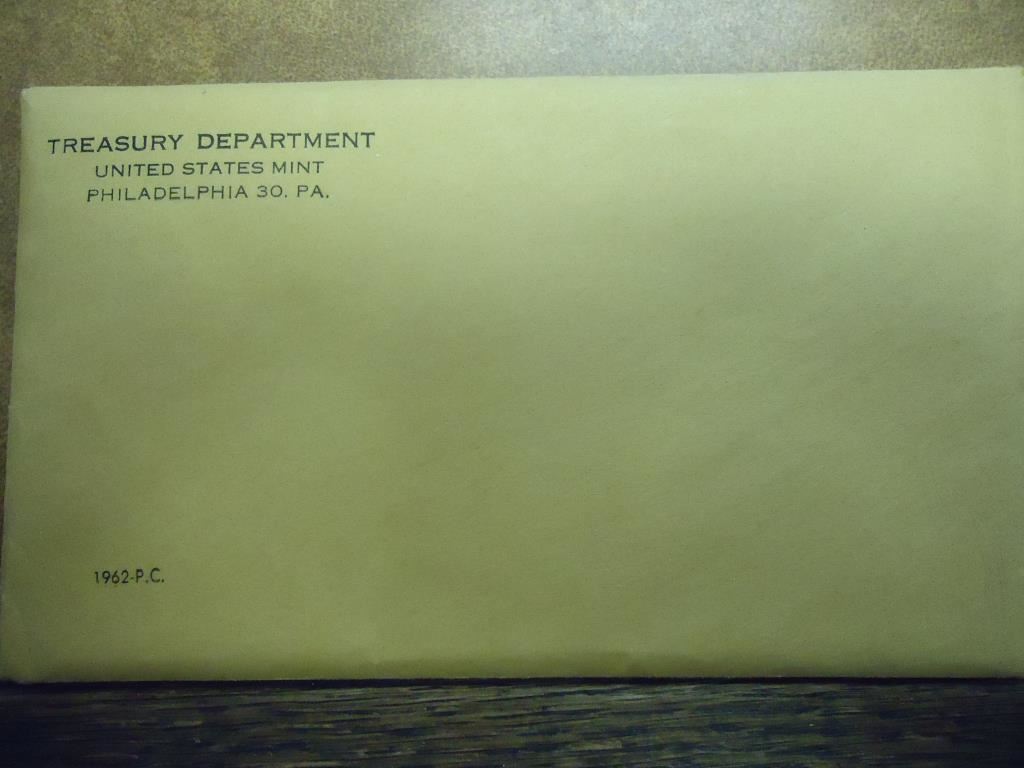 TREASURY DEPARTMENT
UNITED STATES MINT
PHILADELPHIA 30. PA.
1962-P.C.